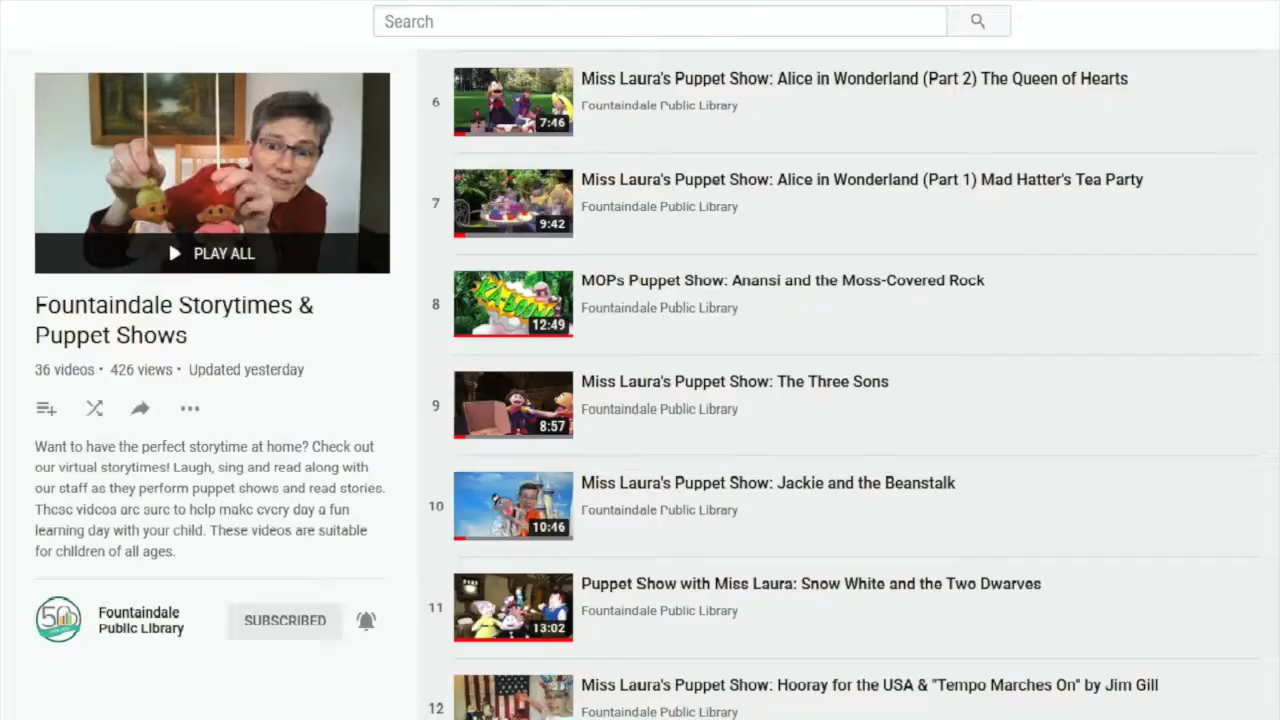 Search
PLAY ALL
Fountaindale Storytimes &
Puppet Shows
36 videos • 426 views • Updated yesterday
Want to have the perfect storytime at home? Check out
our virtual storytimes! Laugh, sing and read along with
our staff as they perform puppet shows and read stories.
These videos are sure to help make every day a fun
learning day with your child. These videos are suitable
for children of all ages.
50
Fountaindale
Public Library
SUBSCRIBED
6
7:46
Miss Laura's Puppet Show: Alice in Wonderland (Part 2) The Queen of Hearts
Fountaindale Public Library
7
9:42
Miss Laura's Puppet Show: Alice in Wonderland (Part 1) Mad Hatter's Tea Party
Fountaindale Public Library
8
KABOOM
12:49
MOPs Puppet Show: Anansi and the Moss-Covered Rock
Fountaindale Public Library
9
8:57
Miss Laura's Puppet Show: The Three Sons
Fountaindale Public Library
10
10:46
Miss Laura's Puppet Show: Jackie and the Beanstalk
Fountaindale Public Library
11
13:02
Puppet Show with Miss Laura: Snow White and the Two Dwarves
Fountaindale Public Library
12
Miss Laura's Puppet Show: Hooray for the USA & "Tempo Marches On" by Jim Gill
Fountaindale Public Library